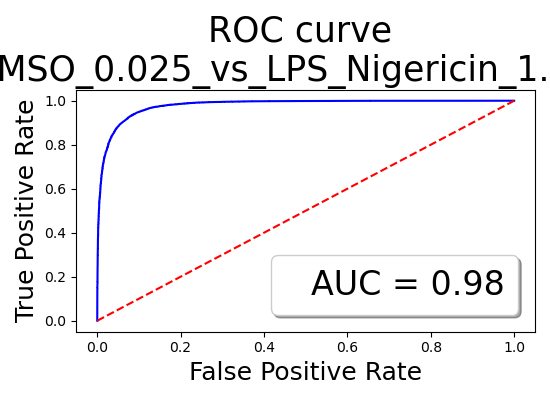 ROC curve
MSO_0.025_vs_LPS_Nigericin_1.
1.0
0.8
0.6
0.4
0.2
0.0
True Positive Rate
AUC = 0.98
0.0 0.2 0.4 0.6 0.8 1.0
False Positive Rate